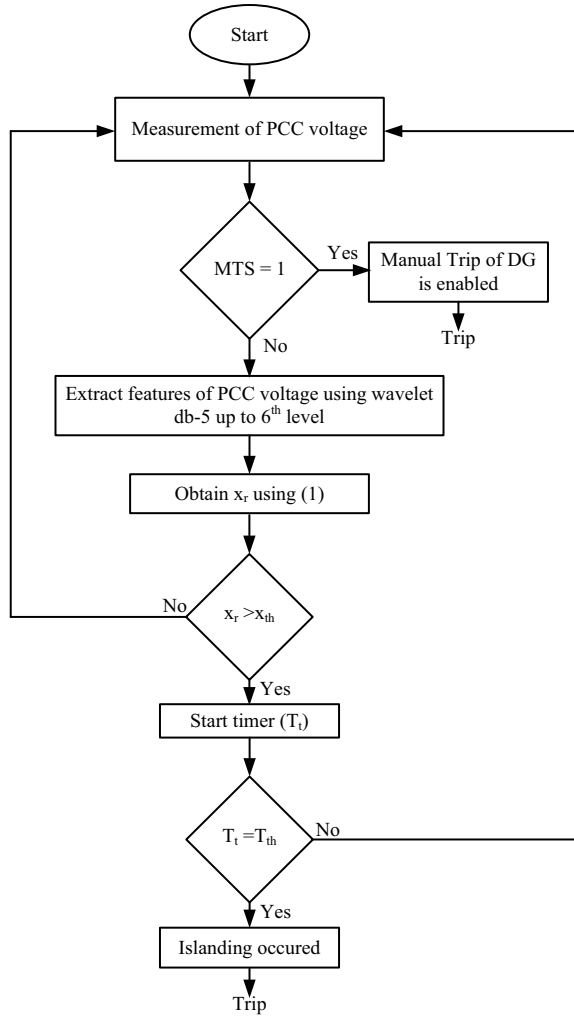 Start
Measurement of PCC voltage
MTS = 1
Yes
Manual Trip of DG
is enabled
Trip
No
Extract features of PCC voltage using wavelet
db-5 up to 6th level
Obtain xr using (1)
No
xr >xth
Yes
Start timer (Tt)
Tt =Tth
No
Yes
Islanding occured
Trip